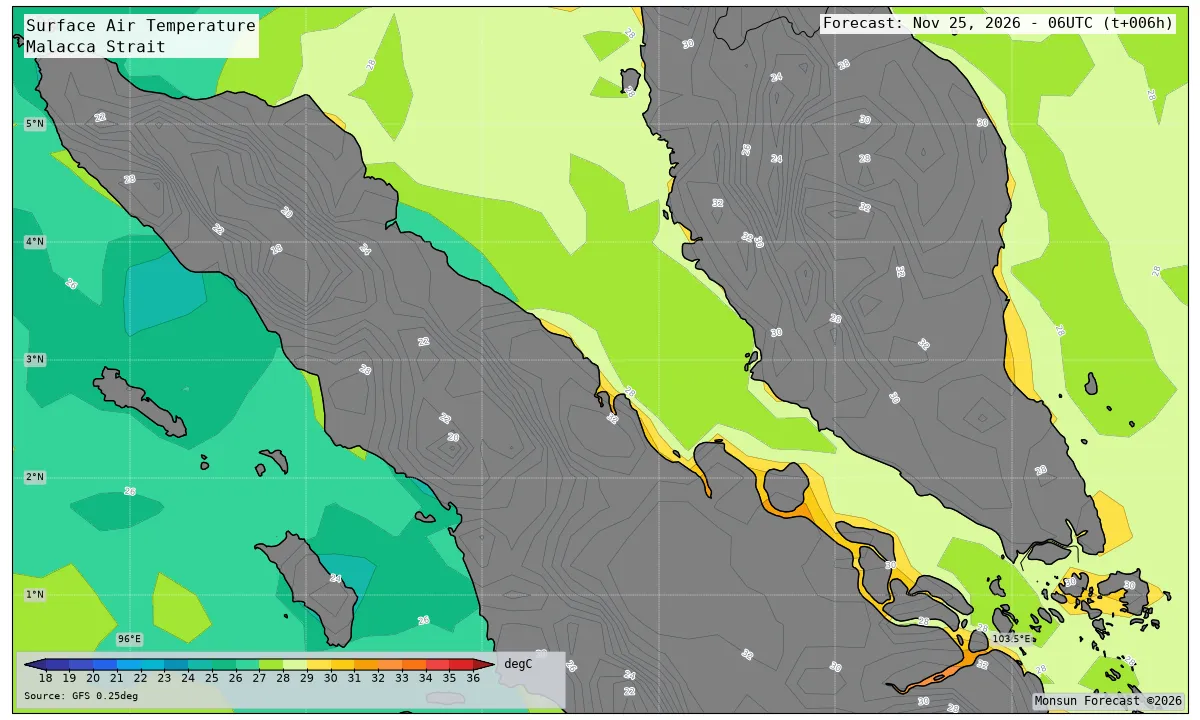 Surface Air Temperature
Malacca Strait
Forecast: Nov 25, 2026 - 06UTC (t+006h)
5°N
4°N
3°N
2°N
1°N
96°E
103.5°E
degC
18 19 20 21 22 23 24 25 26 27 28 29 30 31 32 33 34 35 36
Source: GFS 0.25deg
Monsun Forecast ©2026